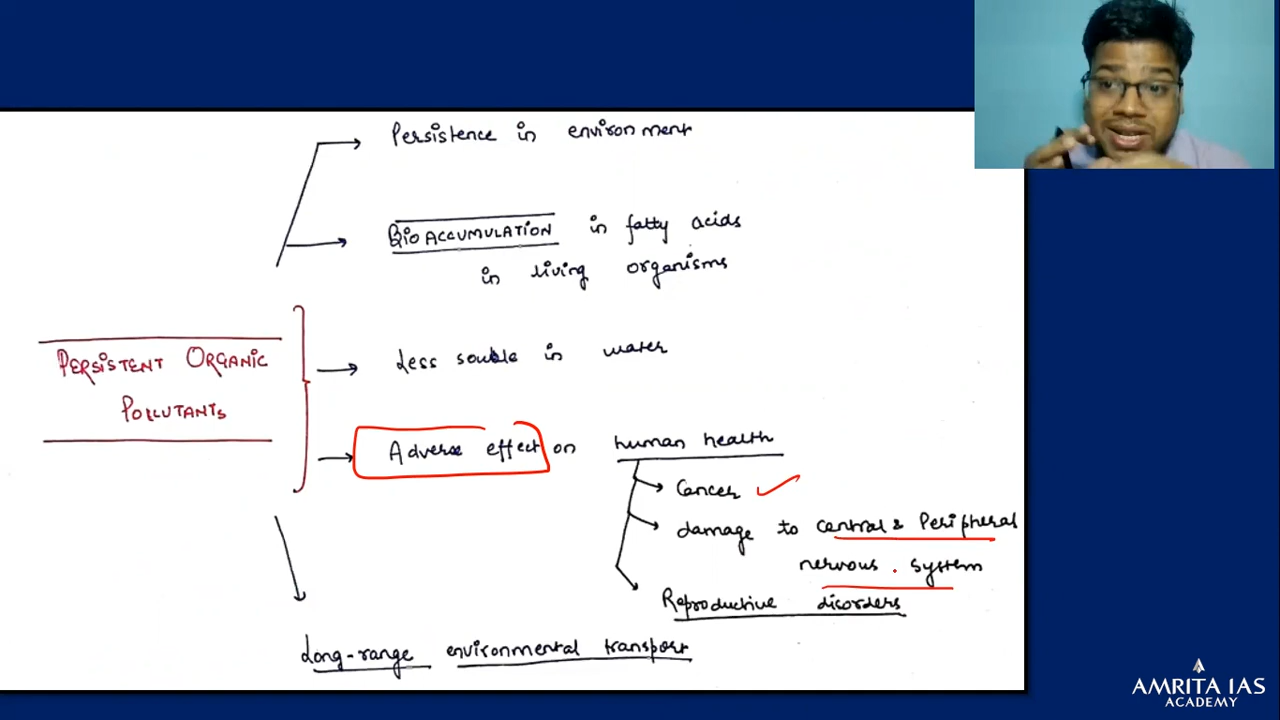 Persistence in environment
BIOACCUMULATION in fatty acids
in living organisms
PERSISTENT ORGANIC
POLLUTANTS
Less souble in water
Adverse effect on human health
Cancer
damage to central & Peripheral
nervous system
Reproductive disorders
Long-range environmental transport
AMRITA IAS
ACADEMY